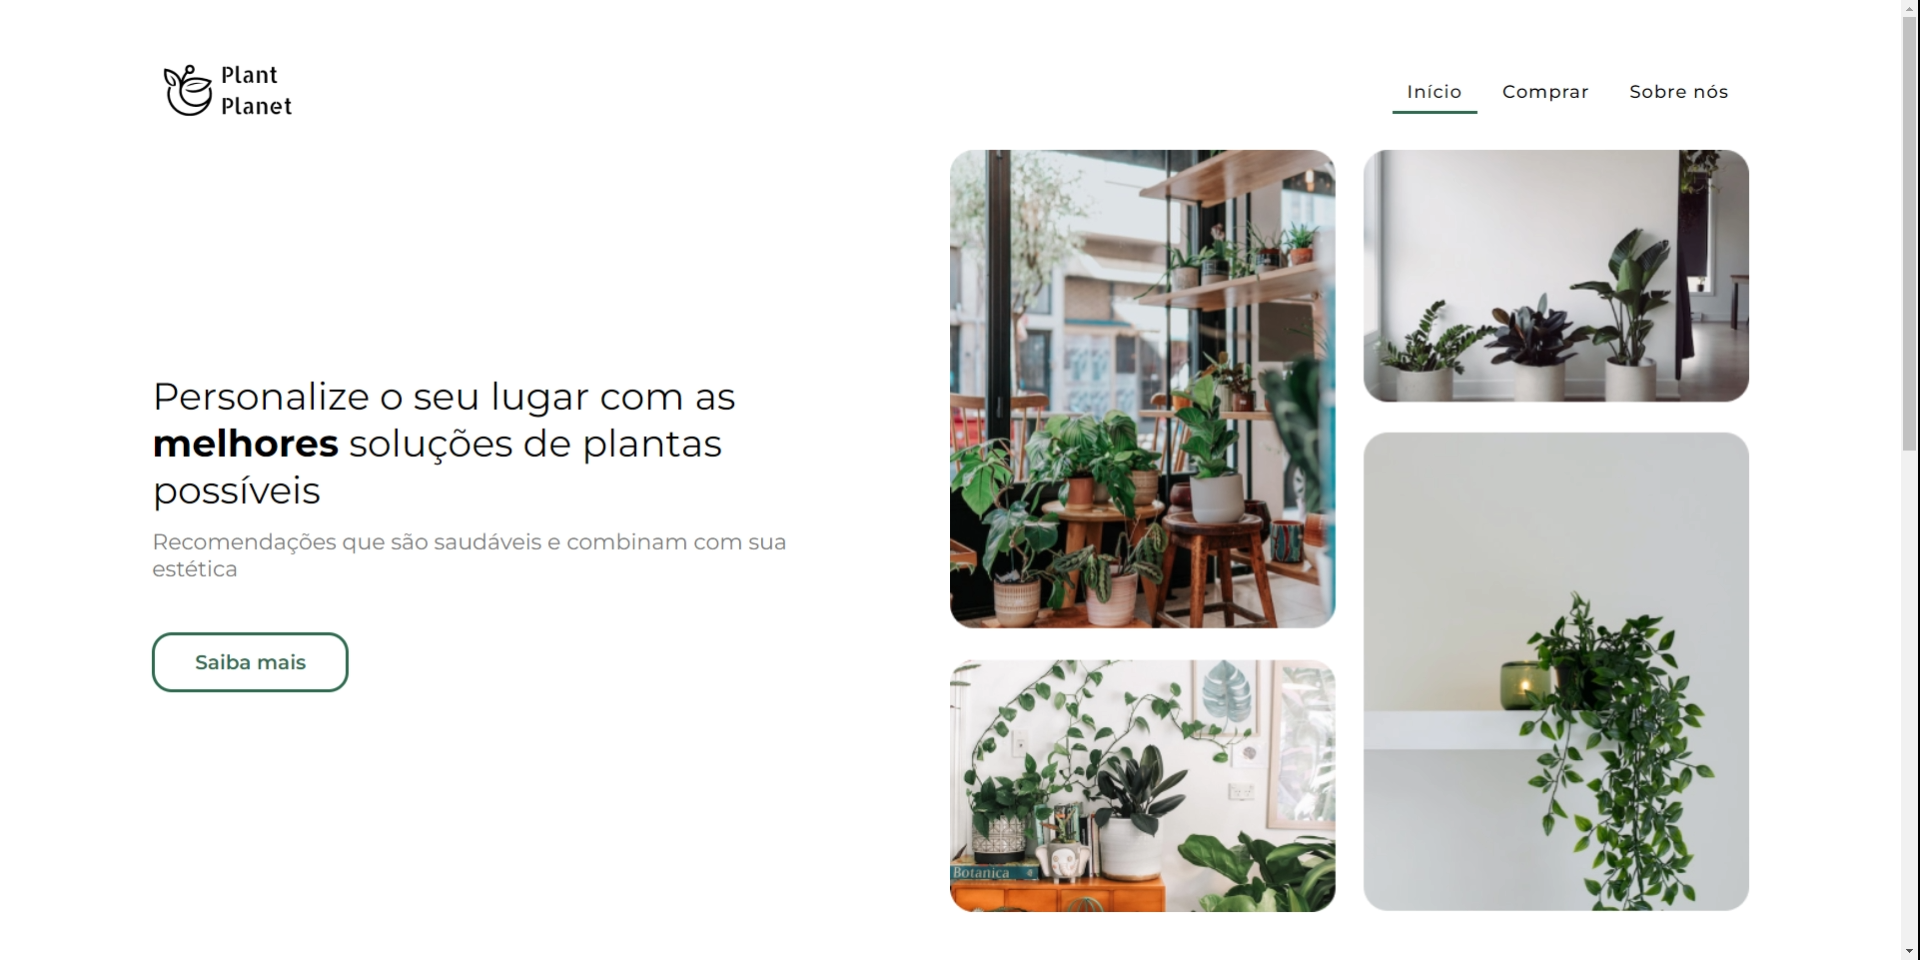 Plant
Planet
Início
Comprar
Sobre nós
Personalize o seu lugar com as
melhores soluções de plantas
possíveis
Recomendações que são saudáveis e combinam com sua
estética
Saiba mais
Botanica